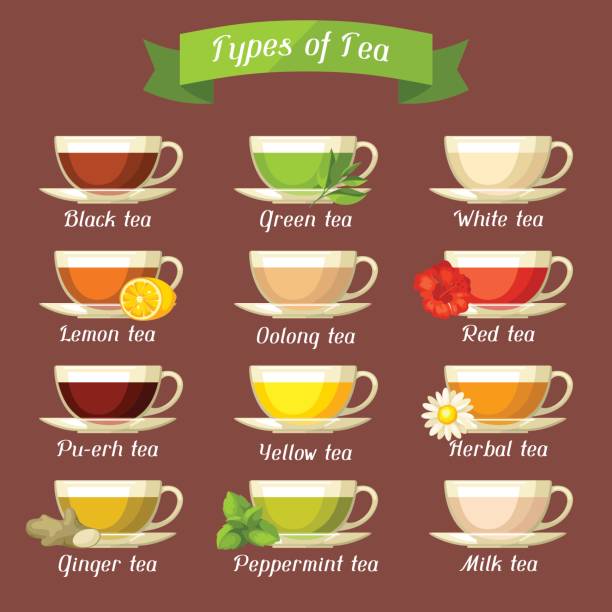 Types of Tea
Black tea
Green tea
White tea
Lemon tea
Oolong tea
Red tea
Pu-erh tea
Yellow tea
Herbal tea
Ginger tea
Peppermint tea
Milk tea